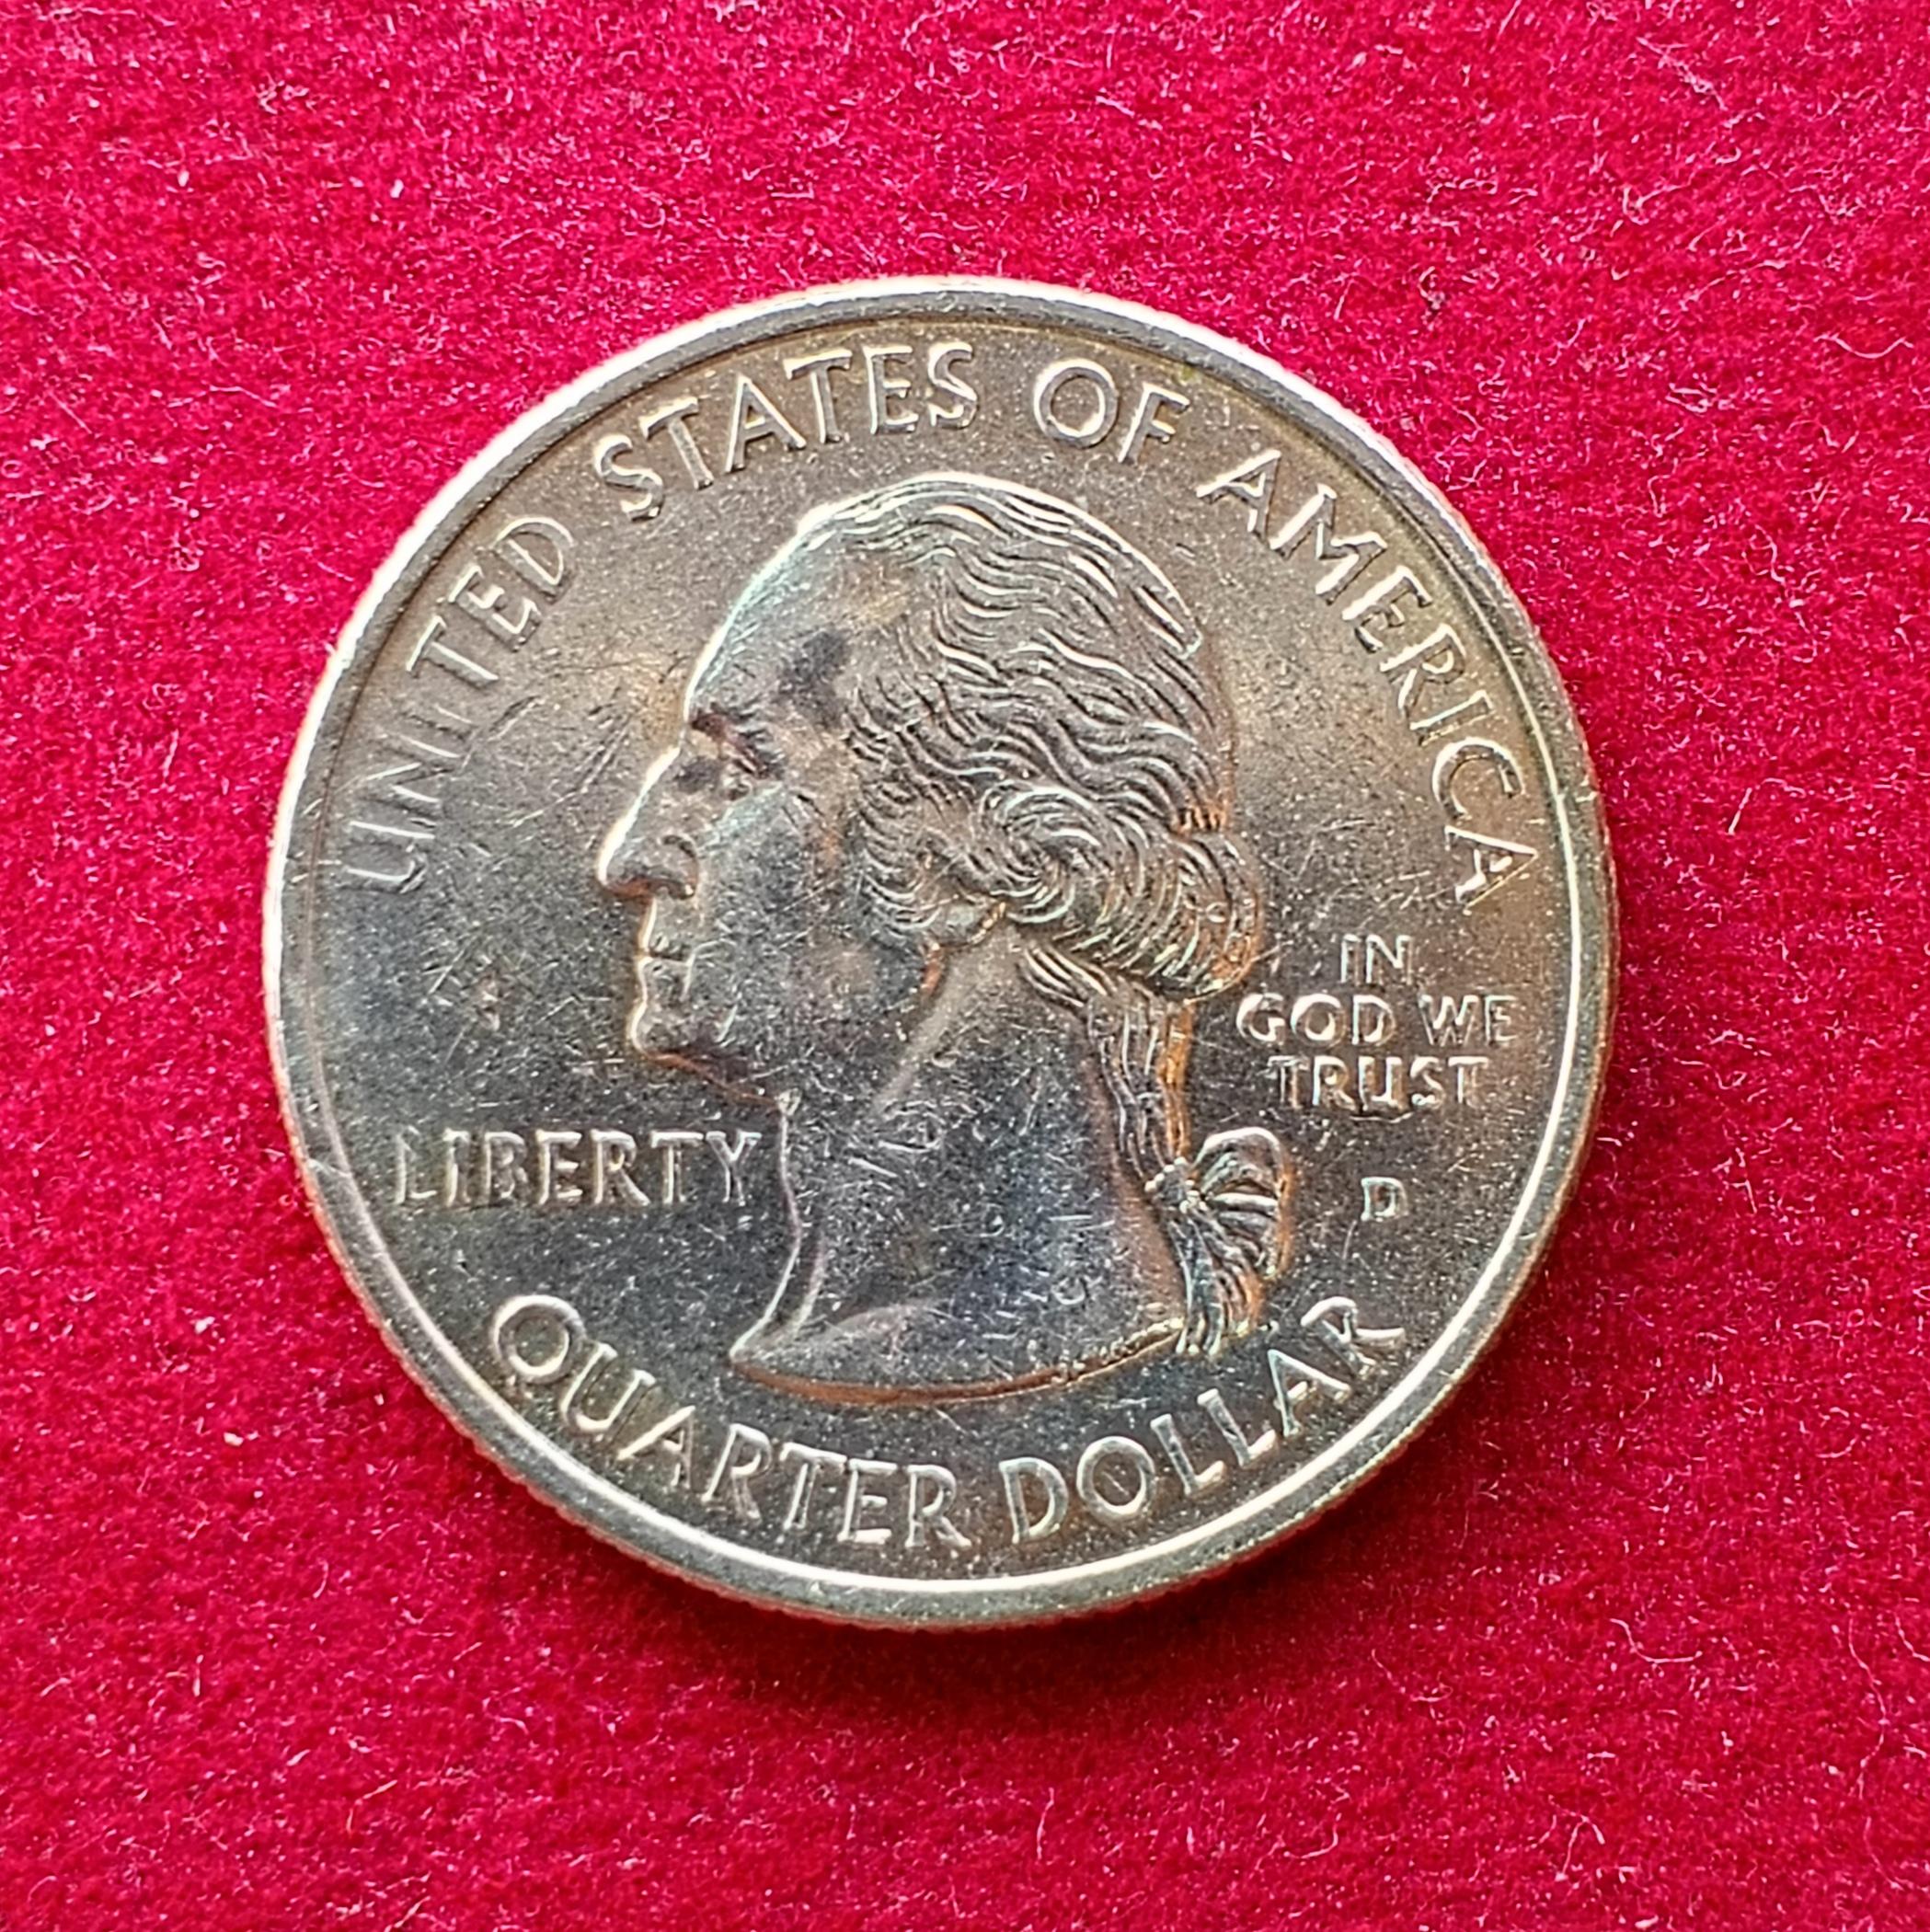 UNITED STATES OF AMERICA
LIBERTY
IN
GOD WE
TRUST
D
QUARTER DOLLAR